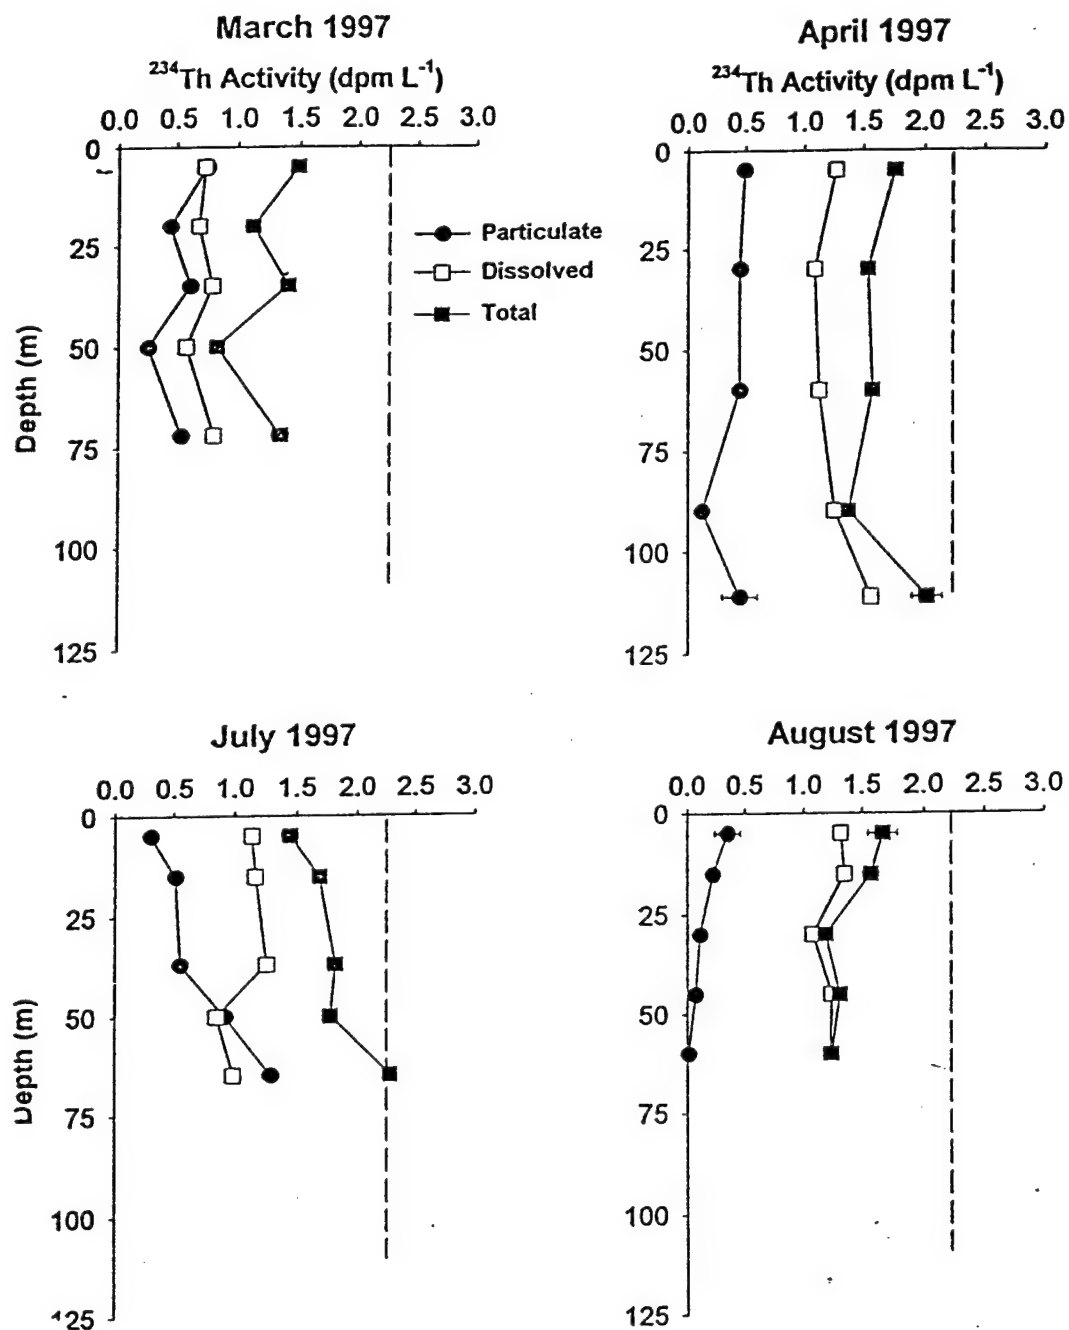 March 1997
²³⁴Th Activity (dpm L⁻¹)
0.0 0.5 1.0 1.5 2.0 2.5 3.0
0
25
50
75
100
125
Depth (m)
Particulate
Dissolved
Total
April 1997
²³⁴Th Activity (dpm L⁻¹)
0.0 0.5 1.0 1.5 2.0 2.5 3.0
0
25
50
75
100
125
July 1997
0.0 0.5 1.0 1.5 2.0 2.5 3.0
0
25
50
75
100
125
Depth (m)
August 1997
0.0 0.5 1.0 1.5 2.0 2.5 3.0
0
25
50
75
100
125